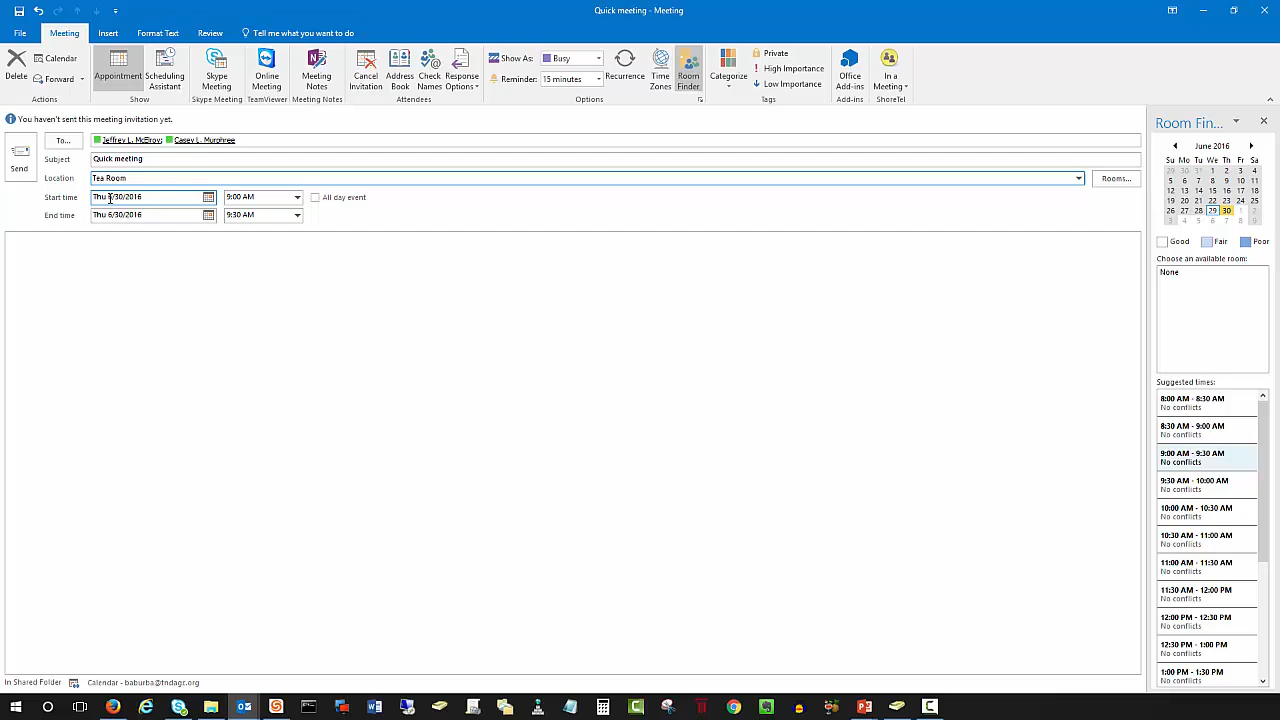 Quick meeting - Meeting
File Meeting Insert Format Text Review Tell me what you want to do
Delete
Calendar
Forward
Actions
Appointment
Scheduling Assistant
Show
Skype Meeting
Skype Meeting
Online Meeting
TeamViewer
Meeting Notes
Meeting Notes
Cancel Invitation
Address Book
Check Names
Response Options
Attendees
Show As: Busy
Reminder: 15 minutes
Recurrence
Time Zones
Room Finder
Options
Categorize
Private
High Importance
Low Importance
Tags
Office Add-ins
Add-ins
In a Meeting
ShoreTel
You haven't sent this meeting invitation yet.
Send
To... Jeffrey L. McElroy; Casey L. Murphree
Subject Quick meeting
Location Tea Room Rooms...
Start time Thu 6/30/2016 9:00 AM All day event
End time Thu 6/30/2016 9:30 AM
Room Fin...
June 2016
Su Mo Tu We Th Fr Sa
29 30 31 1 2 3 4
5 6 7 8 9 10 11
12 13 14 15 16 17 18
19 20 21 22 23 24 25
26 27 28 29 30 1 2
3 4 5 6 7 8 9
Good Fair Poor
Choose an available room:
None
Suggested times:
8:00 AM - 8:30 AM
No conflicts
8:30 AM - 9:00 AM
No conflicts
9:00 AM - 9:30 AM
No conflicts
9:30 AM - 10:00 AM
No conflicts
10:00 AM - 10:30 AM
No conflicts
10:30 AM - 11:00 AM
No conflicts
11:00 AM - 11:30 AM
No conflicts
11:30 AM - 12:00 PM
No conflicts
12:00 PM - 12:30 PM
No conflicts
12:30 PM - 1:00 PM
No conflicts
1:00 PM - 1:30 PM
No conflicts
In Shared Folder Calendar - baburba@tndagc.org